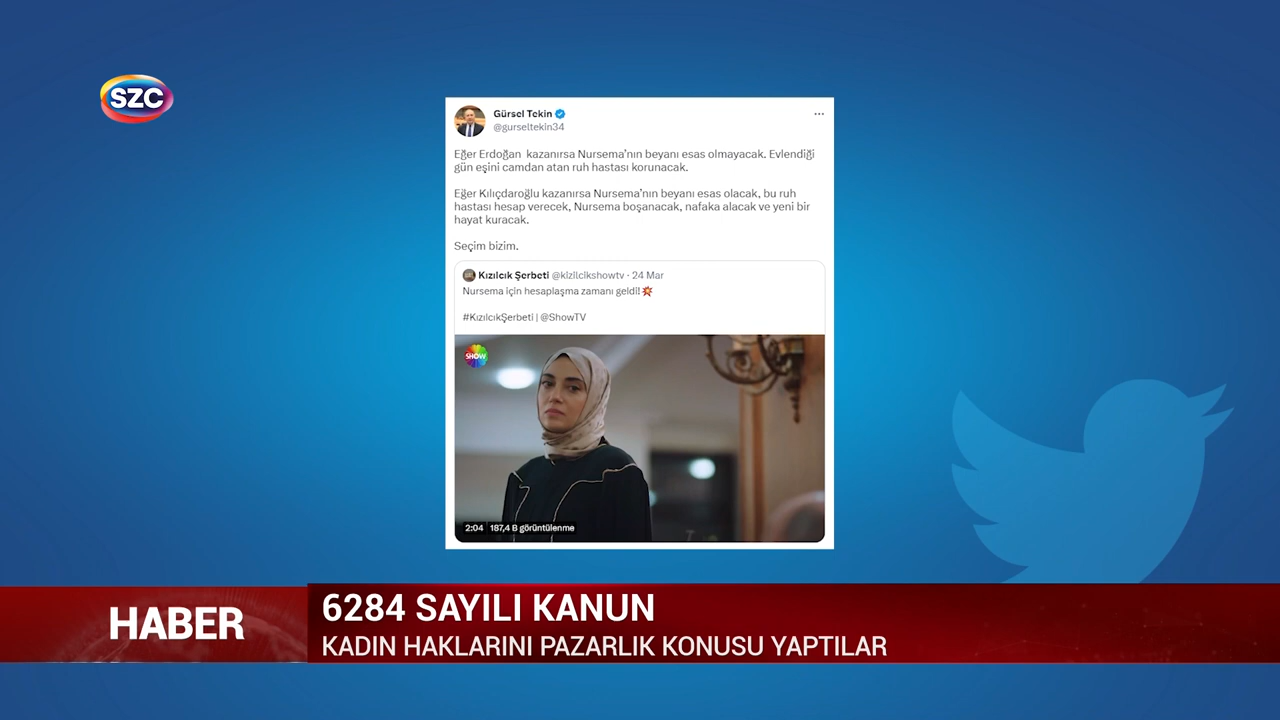 SZC
Gürsel Tekin
@gurseltekin34
Eğer Erdoğan kazanırsa Nursema'nın beyanı esas olmayacak. Evlendiği
gün eşini camdan atan ruh hastası korunacak.
Eğer Kılıçdaroğlu kazanırsa Nursema'nın beyanı esas olacak, bu ruh
hastası hesap verecek, Nursema boşanacak, nafaka alacak ve yeni bir
hayat kuracak.
Seçim bizim.
Kızılcık Şerbeti @kizilcikshowtv · 24 Mar
Nursema için hesaplaşma zamanı geldi!💥
#KızılcıkŞerbeti | @ShowTV
SHOW
2:04 187,4 B görüntülenme
HABER
6284 SAYILI KANUN
KADIN HAKLARINI PAZARLIK KONUSU YAPTILAR